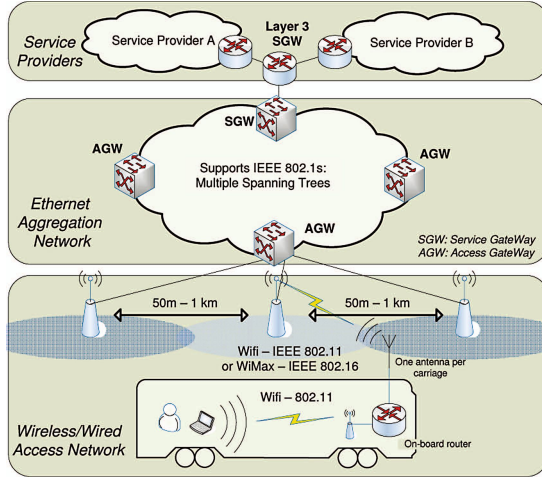 Service
Providers
Service Provider A
Layer 3
SGW
Service Provider B
SGW
AGW
AGW
Supports IEEE 802.1s:
Multiple Spanning Trees
Ethernet
Aggregation
Network
AGW
SGW: Service GateWay
AGW: Access GateWay
50m – 1 km
50m – 1 km
Wifi – IEEE 802.11
or WiMax – IEEE 802.16
One antenna per
carriage
Wifi – 802.11
Wireless/Wired
Access Network
On-board router